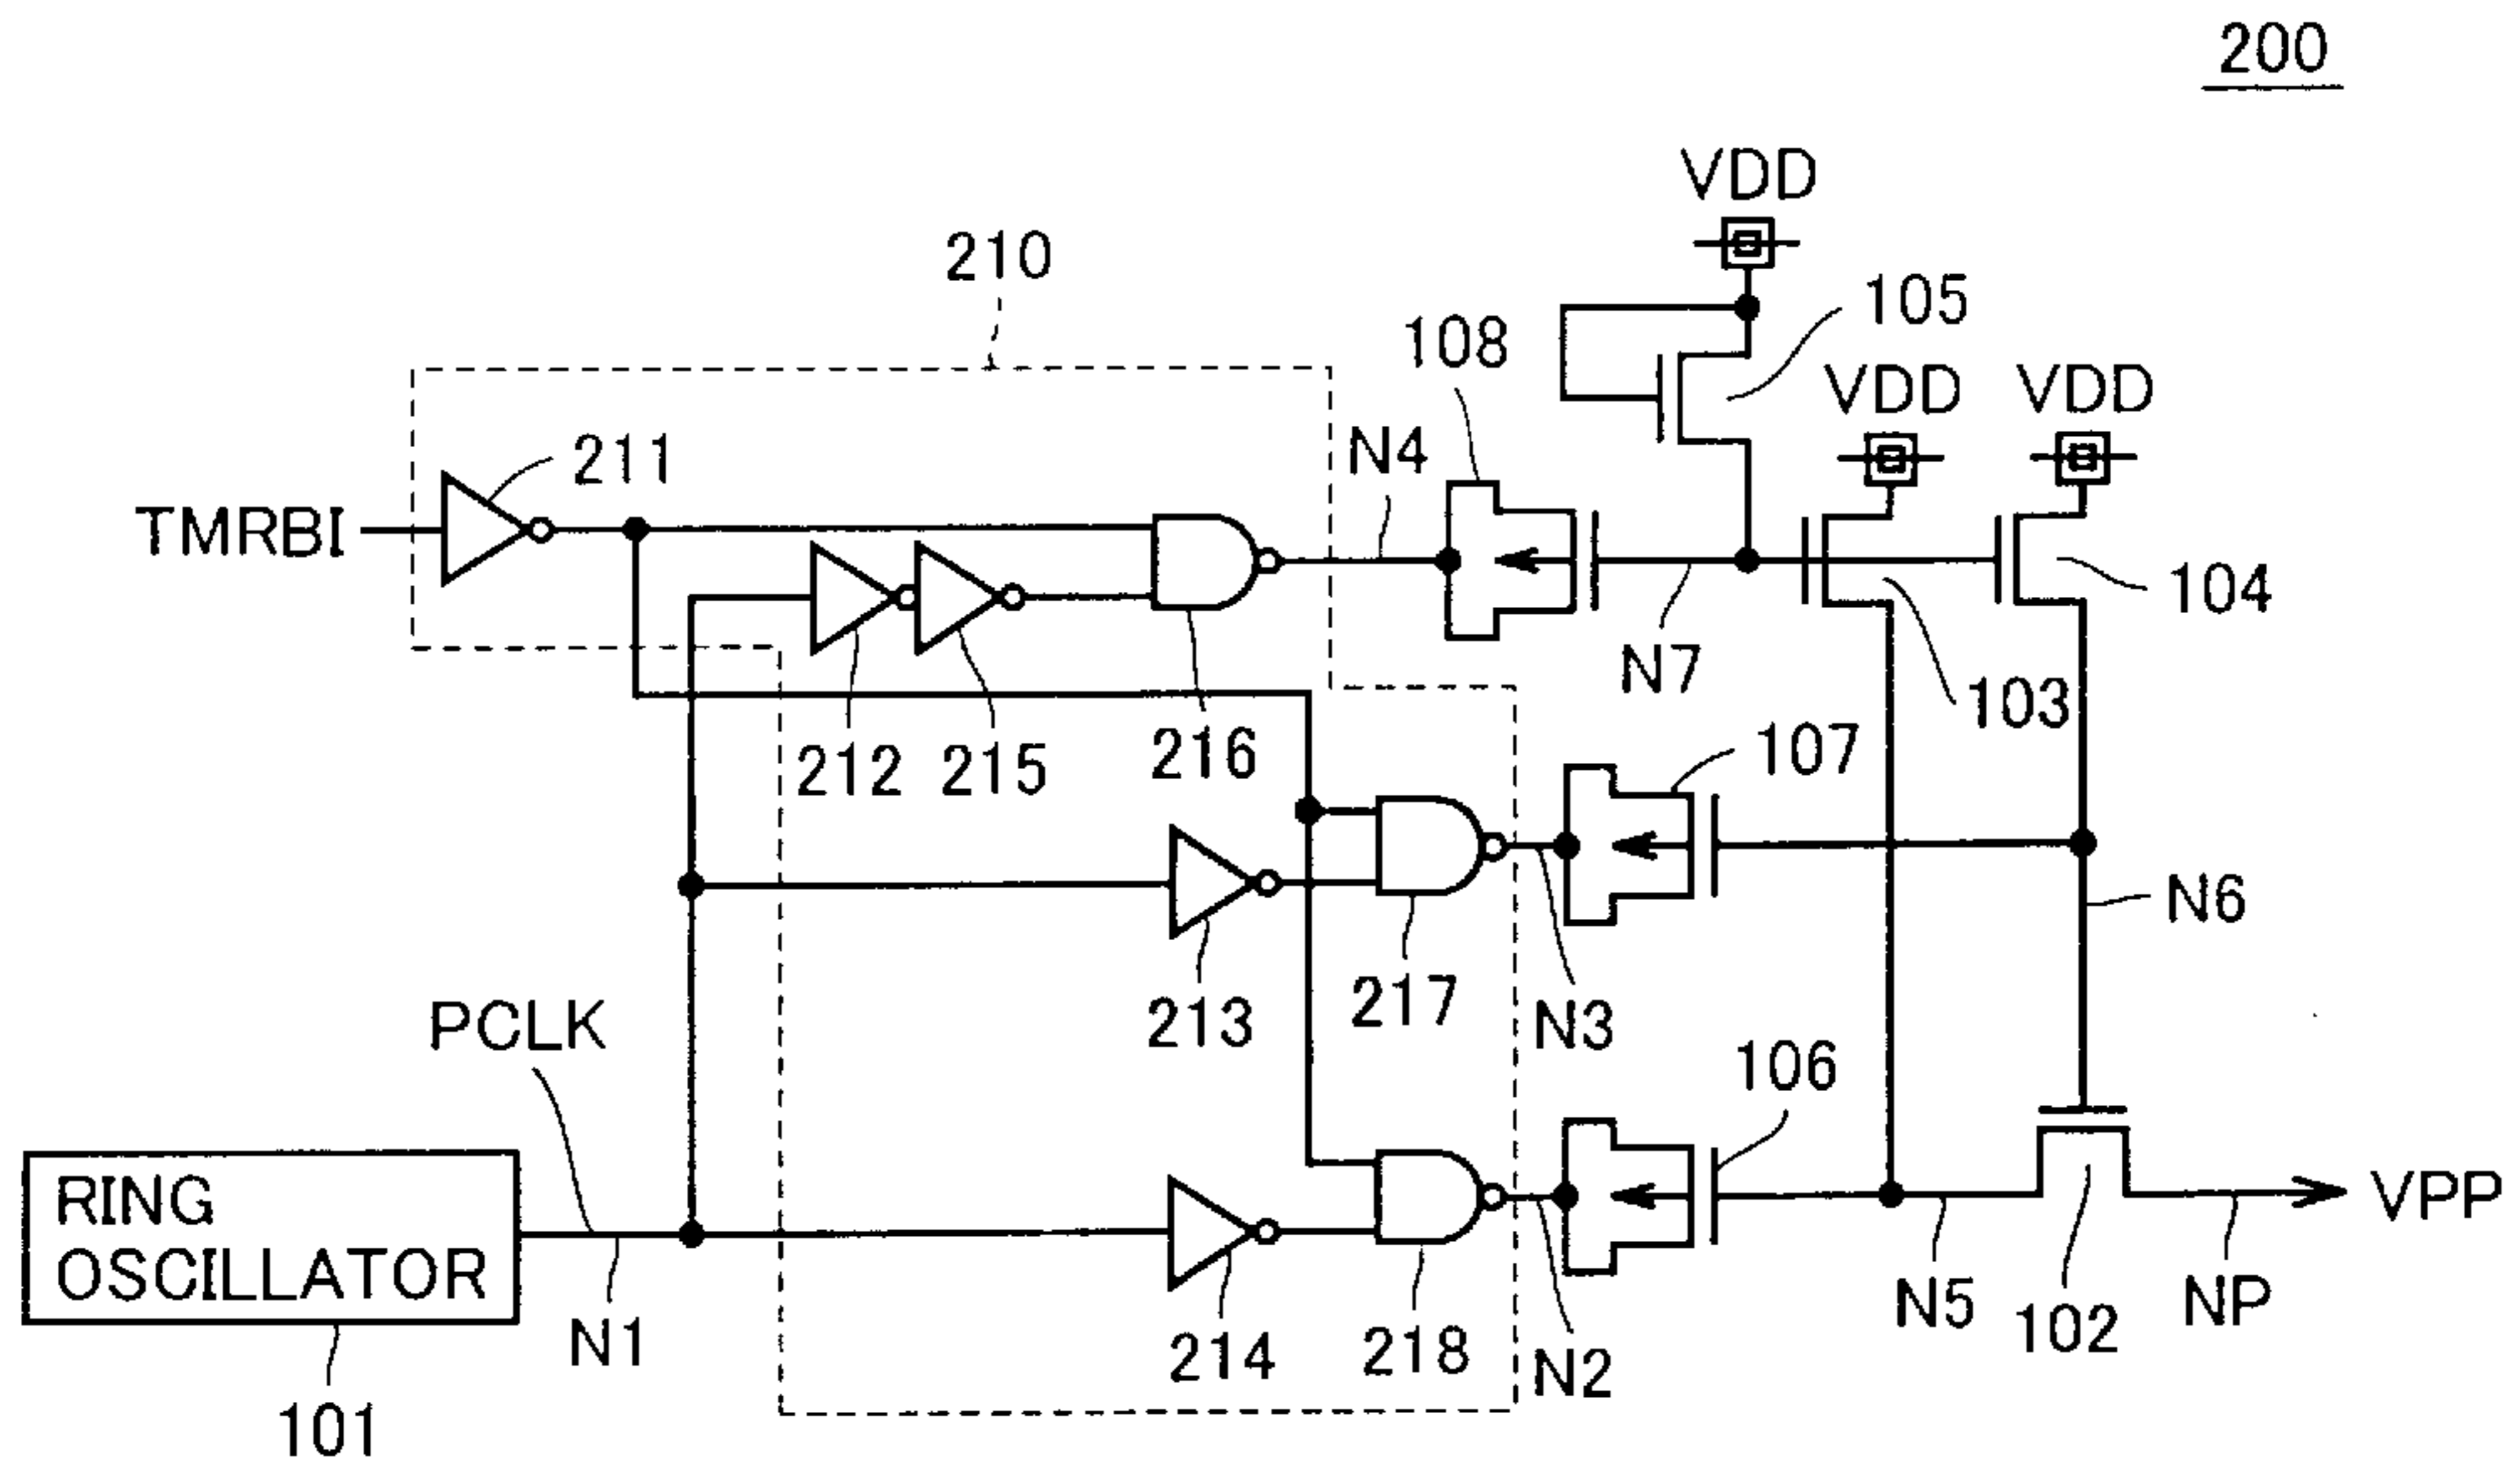 200
VDD
210
105
108
VDD
VDD
N4
211
TMRBI
104
N7
103
212
215
216
107
N6
213
217
N3
PCLK
106
RING
OSCILLATOR
VPP
N1
214
218
N2
N5
102
NP
101